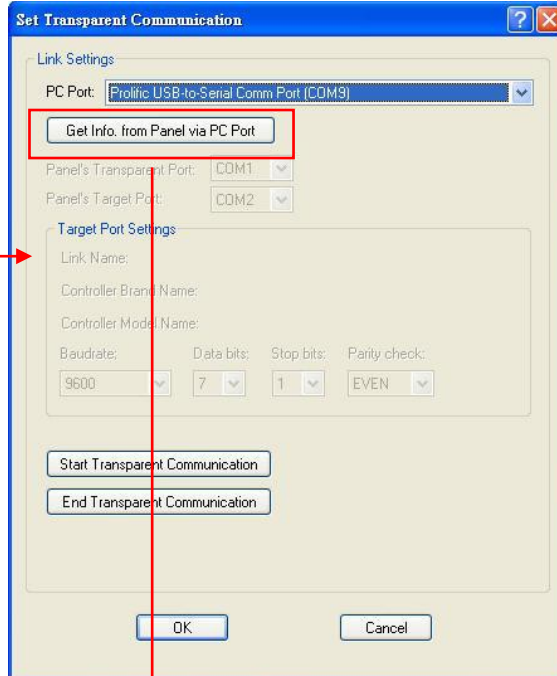 Set Transparent Communication
Link Settings
PC Port: Prolific USB-to-Serial Comm Port (COM9)
Get Info. from Panel via PC Port
Panel's Transparent Port: COM1
Panel's Target Port: COM2
Target Port Settings
Link Name:
Controller Brand Name:
Controller Model Name:
Baudrate: Data bits: Stop bits: Parity check:
9600 7 1 EVEN
Start Transparent Communication
End Transparent Communication
OK Cancel